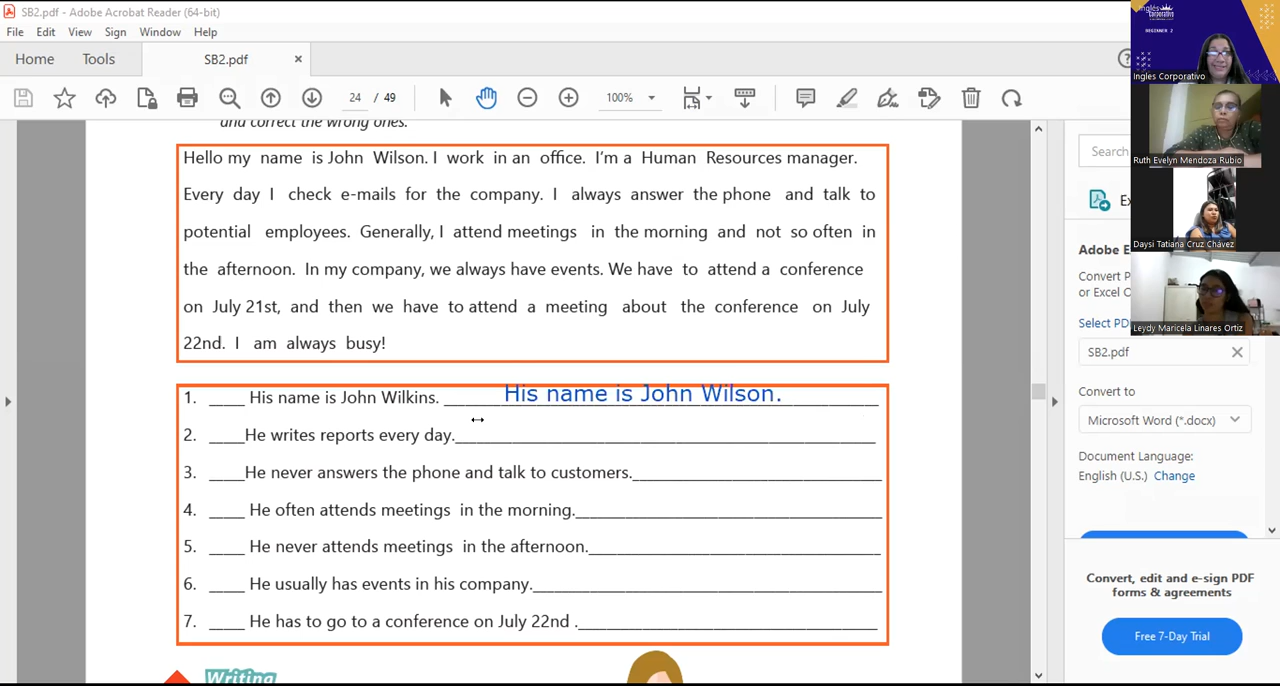 SB2.pdf - Adobe Acrobat Reader (64-bit)
File Edit View Sign Window Help
Home Tools SB2.pdf ×
24 / 49 100%
and correct the wrong ones.
Hello my name is John Wilson. I work in an office. I'm a Human Resources manager.
Every day I check e-mails for the company. I always answer the phone and talk to
potential employees. Generally, I attend meetings in the morning and not so often in
the afternoon. In my company, we always have events. We have to attend a conference
on July 21st, and then we have to attend a meeting about the conference on July
22nd. I am always busy!
1. ____ His name is John Wilkins. His name is John Wilson.
2. ____He writes reports every day.
3. ____He never answers the phone and talk to customers.
4. ____ He often attends meetings in the morning.
5. ____ He never attends meetings in the afternoon.
6. ____ He usually has events in his company.
7. ____ He has to go to a conference on July 22nd .
Writing
Search
Ex
Adobe E
Convert P
or Excel O
Select PD
SB2.pdf
Convert to
Microsoft Word (*.docx)
Document Language:
English (U.S.) Change
Convert, edit and e-sign PDF
forms & agreements
Free 7-Day Trial
Inglés
Corporativo
BEGINNER 2
Ingles Corporativo
Ruth Evelyn Mendoza Rubio
Daysi Tatiana Cruz Chávez
Leydy Maricela Linares Ortiz